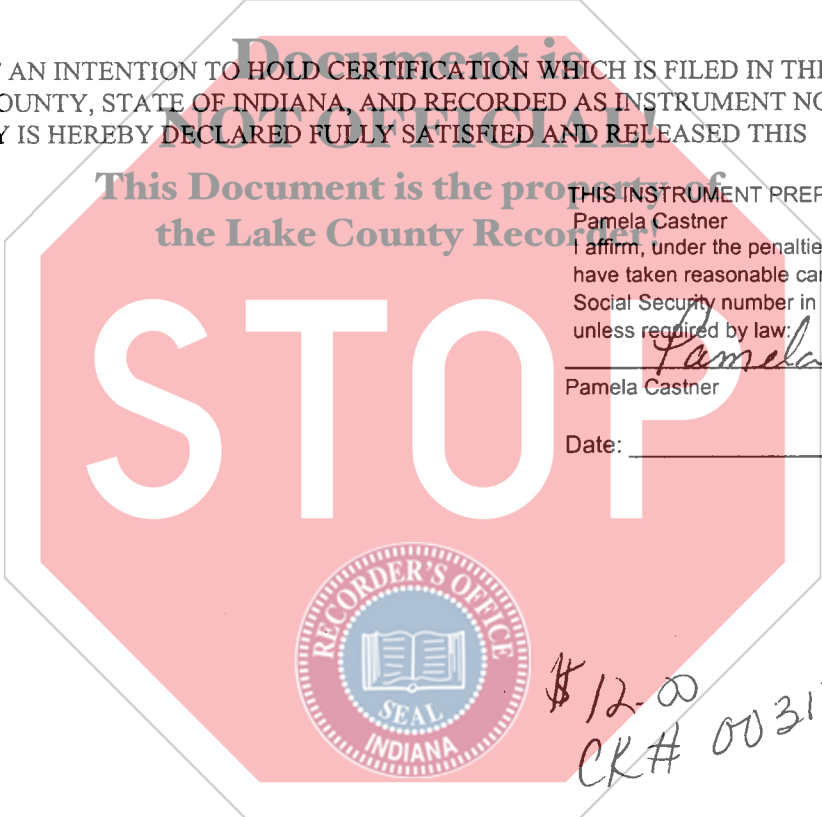 Document is
AN INTENTION TO HOLD CERTIFICATION WHICH IS FILED IN THE
OUNTY, STATE OF INDIANA, AND RECORDED AS INSTRUMENT NO
NOT OFFICIAL!
Y IS HEREBY DECLARED FULLY SATISFIED AND RELEASED THIS
This Document is the property of
the Lake County Recorder!
THIS INSTRUMENT PREP
Pamela Castner
I affirm, under the penaltie
have taken reasonable car
Social Security number in
unless required by law:
Pamela
Pamela Castner
Date:
STOP
RECORDER'S OFFICE
SEAL
INDIANA
$12.00
CK# 0031